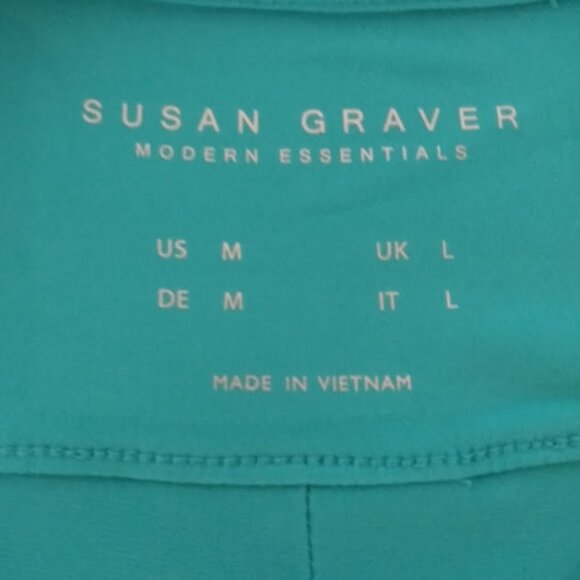 SUSAN GRAVER
MODERN ESSENTIALS
US M UK L
DE M IT L
MADE IN VIETNAM